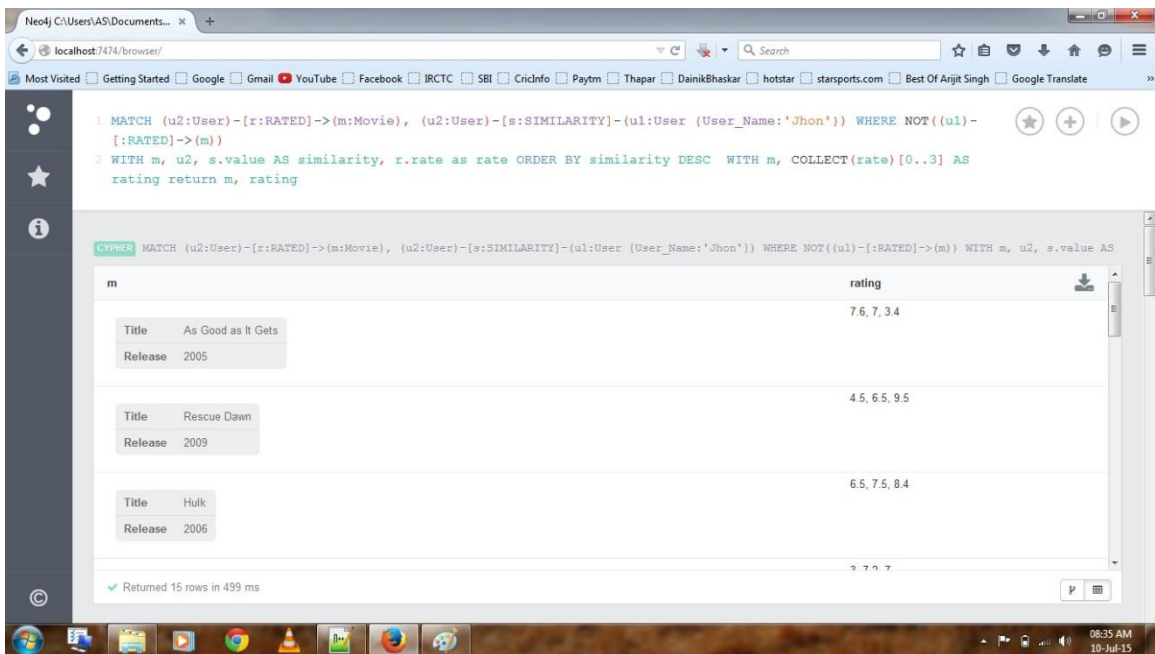 Neo4j C:\Users\AS\Documents... × +
localhost:7474/browser/ Search
Most Visited Getting Started Google Gmail YouTube Facebook IRCTC SBI CricInfo Paytm Thapar DainikBhaskar hotstar starsports.com Best Of Arijit Singh Google Translate »
1 MATCH (u2:User)-[r:RATED]->(m:Movie), (u2:User)-[s:SIMILARITY]-(u1:User {User_Name:'Jhon'}) WHERE NOT((u1)-
[:RATED]->(m))
2 WITH m, u2, s.value AS similarity, r.rate as rate ORDER BY similarity DESC WITH m, COLLECT(rate)[0..3] AS
rating return m, rating
CYPHER MATCH (u2:User)-[r:RATED]->(m:Movie), (u2:User)-[s:SIMILARITY]-(u1:User {User_Name:'Jhon'}) WHERE NOT((u1)-[:RATED]->(m)) WITH m, u2, s.value AS
m rating
7.6, 7, 3.4
Title As Good as It Gets
Release 2005
4.5, 6.5, 9.5
Title Rescue Dawn
Release 2009
6.5, 7.5, 8.4
Title Hulk
Release 2006
Returned 15 rows in 499 ms
©
08:35 AM
10-Jul-15